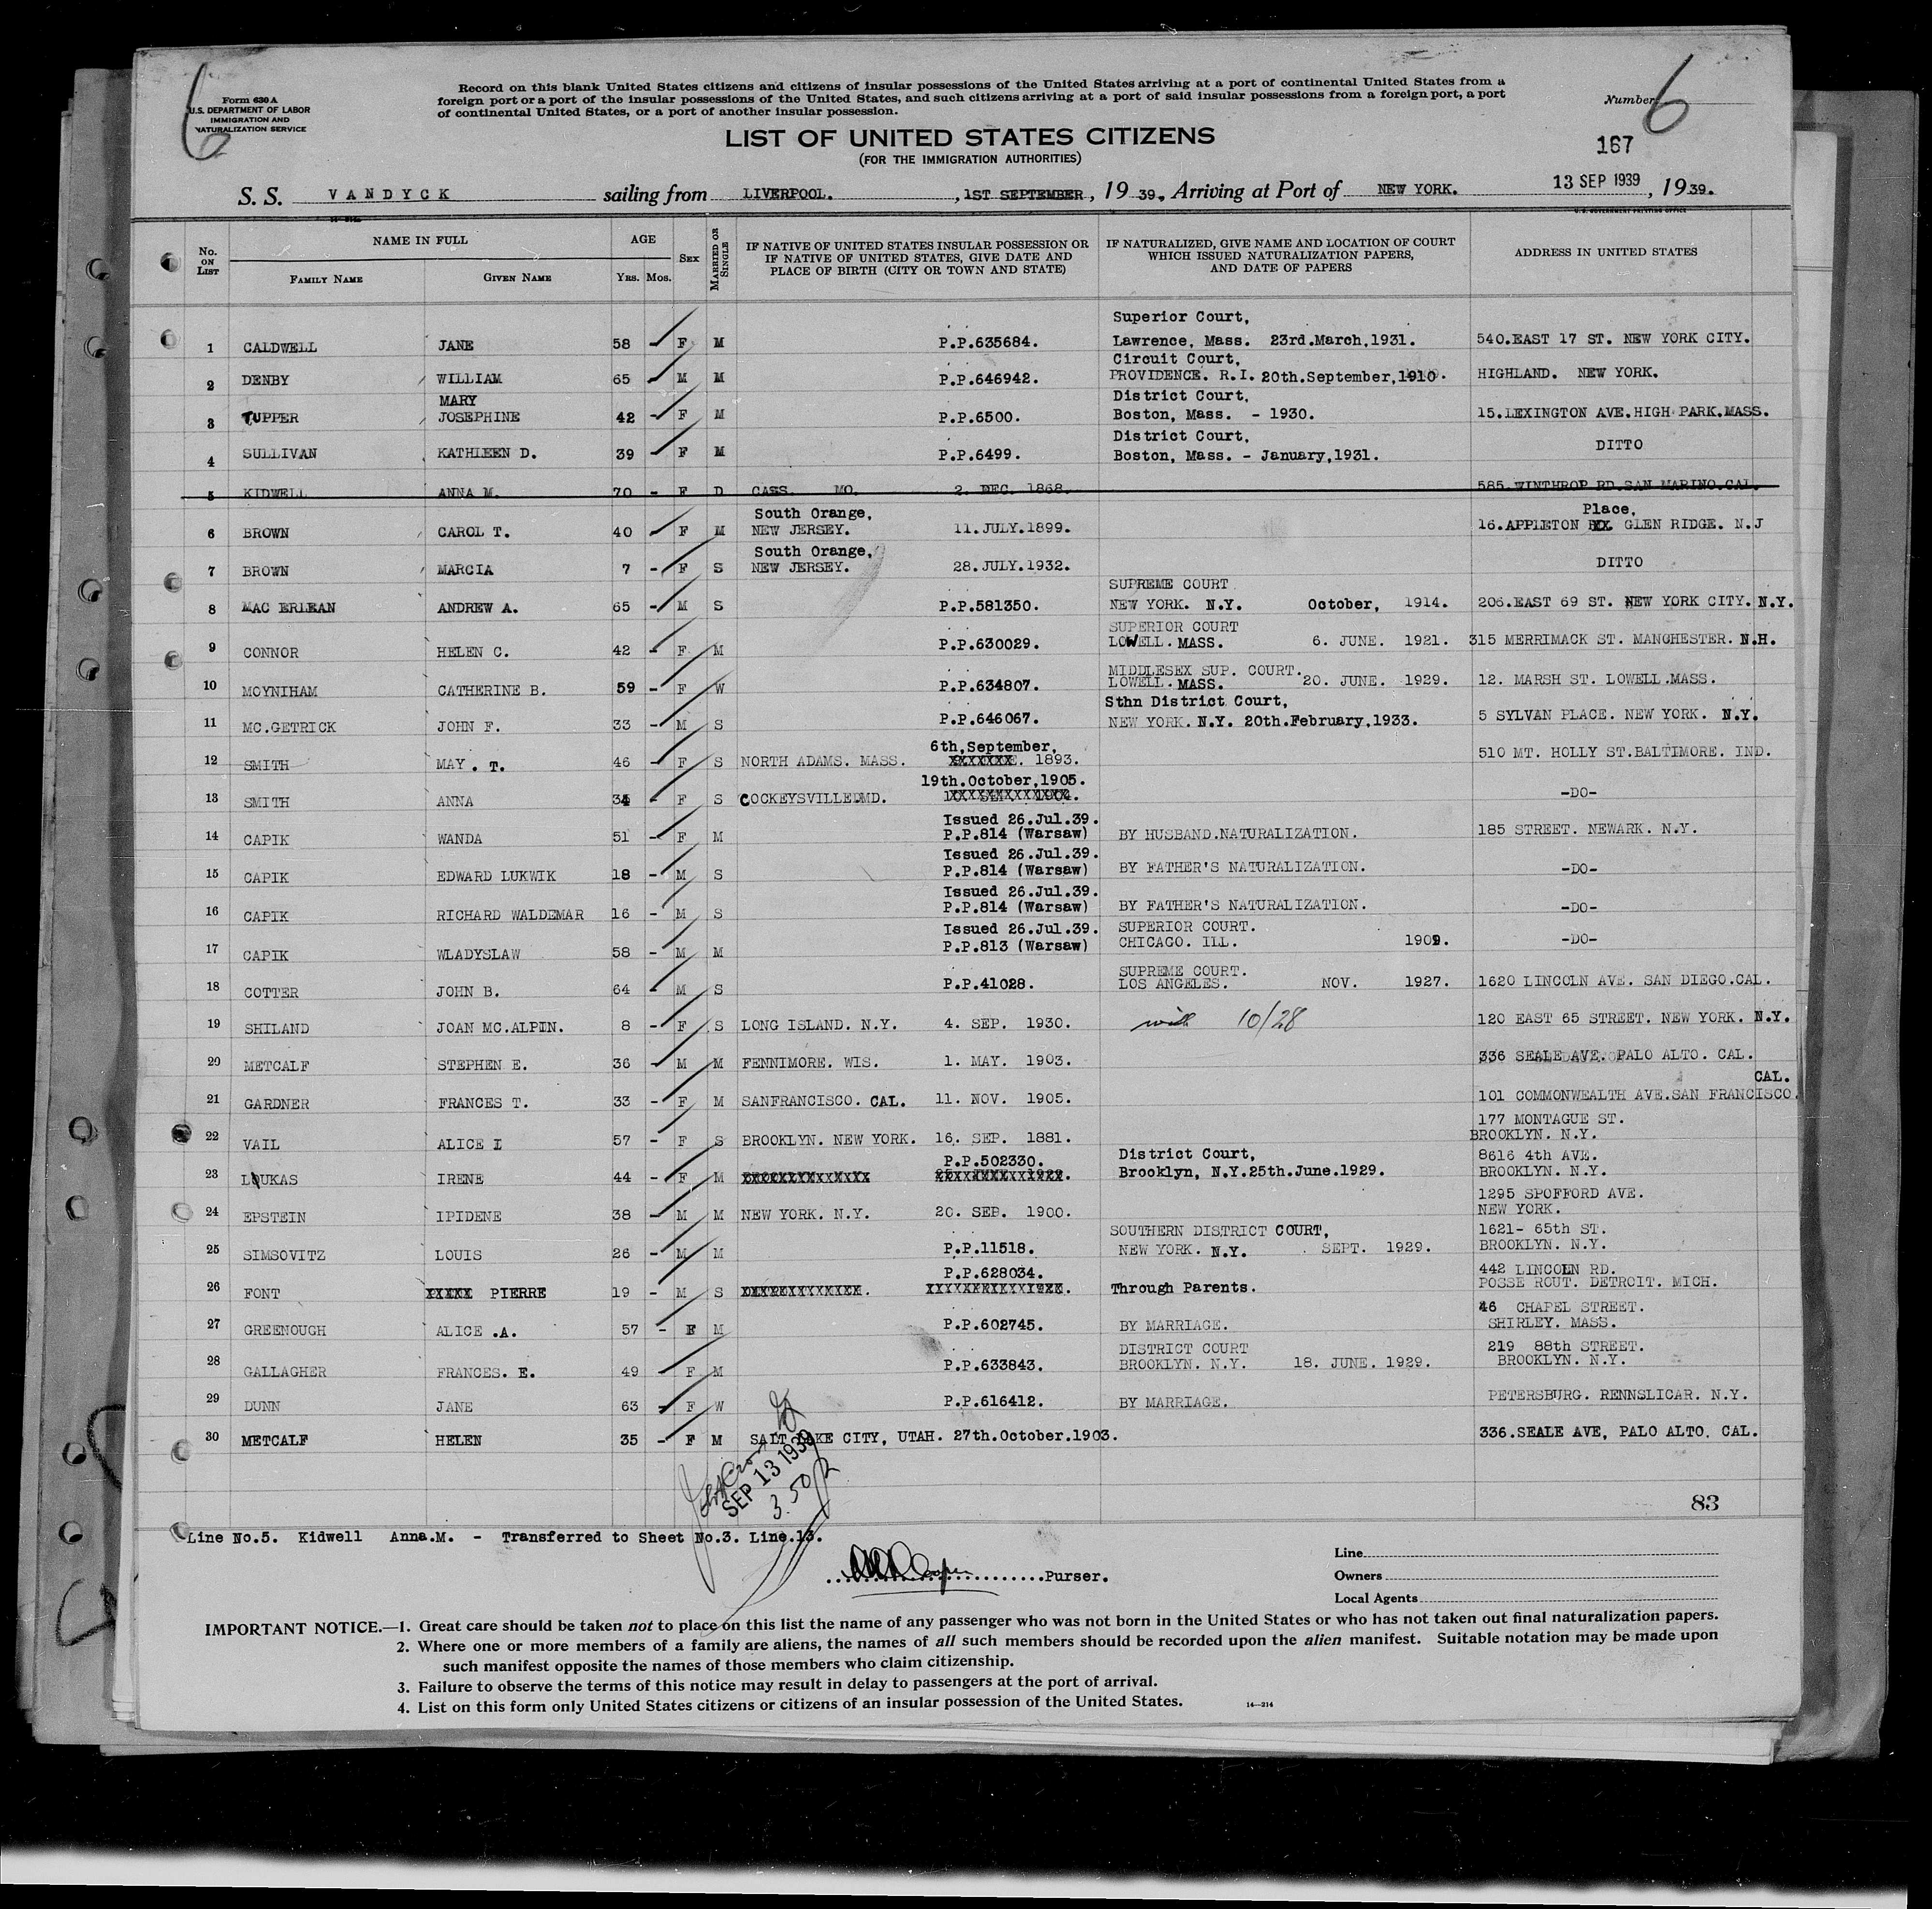 6
6
Form 630 A
U.S. DEPARTMENT OF LABOR
IMMIGRATION AND
NATURALIZATION SERVICE
Record on this blank United States citizens and citizens of insular possessions of the United States arriving at a port of continental United States from a
foreign port or a port of the insular possessions of the United States, and such citizens arriving at a port of said insular possessions from a foreign port, a port
of continental United States, or a port of another insular possession.
Number
LIST OF UNITED STATES CITIZENS
(FOR THE IMMIGRATION AUTHORITIES)
167
S. S. VANDYCK sailing from LIVERPOOL. , 1ST SEPTEMBER, 19 39. Arriving at Port of NEW YORK. 13 SEP 1939 , 19 39.
U.S. GOVERNMENT PRINTING OFFICE
No. ON LIST
NAME IN FULL
FAMILY NAME GIVEN NAME
AGE
YRS. MOS.
SEX
MARRIED OR SINGLE
IF NATIVE OF UNITED STATES INSULAR POSSESSION OR
IF NATIVE OF UNITED STATES, GIVE DATE AND
PLACE OF BIRTH (CITY OR TOWN AND STATE)
IF NATURALIZED, GIVE NAME AND LOCATION OF COURT
WHICH ISSUED NATURALIZATION PAPERS,
AND DATE OF PAPERS
ADDRESS IN UNITED STATES
Superior Court,
1 CALDWELL JANE 58 F M P.P.635684. Lawrence, Mass. 23rd.March,1931. 540.EAST 17 ST. NEW YORK CITY.
Circuit Court,
2 DENBY WILLIAM 65 M M P.P.646942. PROVIDENCE. R.I. 20th.September,1910. HIGHLAND. NEW YORK.
MARY District Court,
3 TUPPER JOSEPHINE 42 - F M P.P.6500. Boston, Mass. - 1930. 15.LEXINGTON AVE.HIGH PARK.MASS.
District Court,
4 SULLIVAN KATHLEEN D. 39 F M P.P.6499. Boston, Mass. - January,1931. DITTO
5 KIDWELL ANNA M. 70 - F D CASS. MO. 2. DEC. 1868. 585.WINTHROP RD.SAN MARINO.CAL.
South Orange, Place,
6 BROWN CAROL T. 40 F M NEW JERSEY. 11.JULY.1899. 16.APPLETON GLEN RIDGE. N.J
South Orange,
7 BROWN MARCIA 7 - F S NEW JERSEY. 28.JULY.1932. DITTO
SUPREME COURT
8 MAC ERLEAN ANDREW A. 65 - M S P.P.581350. NEW YORK. N.Y. October, 1914. 206.EAST 69 ST. NEW YORK CITY. N.Y.
SUPERIOR COURT
9 CONNOR HELEN C. 42 - F M P.P.630029. LOWELL. MASS. 6. JUNE. 1921. 315 MERRIMACK ST. MANCHESTER. N.H.
MIDDLESEX SUP. COURT.
10 MOYNIHAM CATHERINE B. 59 - F W P.P.634807. LOWELL. MASS. 20. JUNE. 1929. 12. MARSH ST. LOWELL.MASS.
Sthn District Court,
11 MC.GETRICK JOHN F. 33 - M S P.P.646067. NEW YORK. N.Y. 20th.February,1933. 5 SYLVAN PLACE. NEW YORK. N.Y.
6th,September,
12 SMITH MAY. T. 46 - F S NORTH ADAMS. MASS. XXXXXXX. 1893. 510 MT. HOLLY ST.BALTIMORE. IND.
19th.October,1905.
13 SMITH ANNA 34 - F S COCKEYSVILLE.MD. -DO-
Issued 26.Jul.39.
14 CAPIK WANDA 51 - F M P.P.814 (Warsaw) BY HUSBAND.NATURALIZATION. 185 STREET. NEWARK. N.Y.
Issued 26.Jul.39.
15 CAPIK EDWARD LUKWIK 18 - M S P.P.814 (Warsaw) BY FATHER'S NATURALIZATION. -DO-
Issued 26.Jul.39.
16 CAPIK RICHARD WALDEMAR 16 - M S P.P.814 (Warsaw) BY FATHER'S NATURALIZATION. -DO-
Issued 26.Jul.39. SUPERIOR COURT.
17 CAPIK WLADYSLAW 58 - M M P.P.813 (Warsaw) CHICAGO. ILL. 1909. -DO-
SUPREME COURT.
18 COTTER JOHN B. 64 M S P.P.41028. LOS ANGELES. NOV. 1927. 1620 LINCOLN AVE. SAN DIEGO.CAL.
19 SHILAND JOAN MC.ALPIN. 8 - F S LONG ISLAND. N.Y. 4. SEP. 1930. with 10/28 120 EAST 65 STREET. NEW YORK. N.Y.
20 METCALF STEPHEN E. 36 M M FENNIMORE. WIS. 1. MAY. 1903. 336 SEALE AVE. PALO ALTO. CAL.
CAL.
21 GARDNER FRANCES T. 33 - F M SANFRANCISCO. CAL. 11. NOV. 1905. 101 COMMONWEALTH AVE.SAN FRANCISCO.
177 MONTAGUE ST.
22 VAIL ALICE I 57 - F S BROOKLYN. NEW YORK. 16. SEP. 1881. BROOKLYN. N.Y.
P.P.502330. District Court, 8616 4th AVE.
23 LOUKAS IRENE 44 - F M Brooklyn, N.Y.25th.June.1929. BROOKLYN. N.Y.
1295 SPOFFORD AVE.
24 EPSTEIN IPIDENE 38 - M M NEW YORK. N.Y. 20. SEP. 1900. NEW YORK.
SOUTHERN DISTRICT COURT, 1621- 65th ST.
25 SIMSOVITZ LOUIS 26 - M M P.P.11518. NEW YORK. N.Y. SEPT. 1929. BROOKLYN. N.Y.
P.P.628034. 442 LINCOLN RD.
26 FONT XXXXX PIERRE 19 - M S Through Parents. POSSE ROUT. DETROIT. MICH.
46 CHAPEL STREET.
27 GREENOUGH ALICE .A. 57 - F M P.P.602745. BY MARRIAGE. SHIRLEY. MASS.
DISTRICT COURT 219 88th STREET.
28 GALLAGHER FRANCES. E. 49 F M P.P.633843. BROOKLYN. N.Y. 18. JUNE. 1929. BROOKLYN. N.Y.
29 DUNN JANE 63 - F W P.P.616412. BY MARRIAGE. PETERSBURG. RENNSLICAR. N.Y.
30 METCALF HELEN 35 - F M SALT LAKE CITY, UTAH. 27th.October.1903. 336.SEALE AVE, PALO ALTO. CAL.
SEP 13 1939
3.50
83
Line No.5. Kidwell Anna.M. - Transferred to Sheet No.3. Line.13.
Cooper Purser.
Line
Owners
Local Agents
IMPORTANT NOTICE.—1. Great care should be taken not to place on this list the name of any passenger who was not born in the United States or who has not taken out final naturalization papers.
2. Where one or more members of a family are aliens, the names of all such members should be recorded upon the alien manifest. Suitable notation may be made upon
such manifest opposite the names of those members who claim citizenship.
3. Failure to observe the terms of this notice may result in delay to passengers at the port of arrival.
4. List on this form only United States citizens or citizens of an insular possession of the United States.
14—214